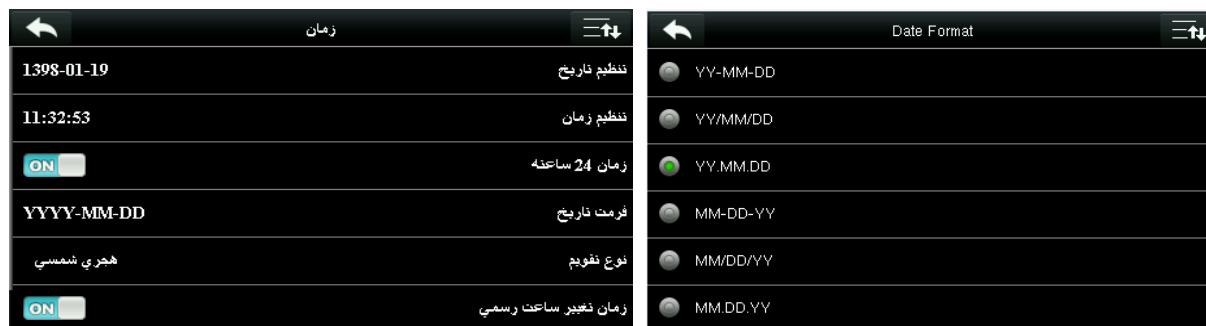 زمان
تنظیم تاریخ 1398-01-19
تنظیم زمان 11:32:53
زمان 24 ساعته ON
فرمت تاریخ YYYY-MM-DD
نوع تقویم هجري شمسي
زمان تغییر ساعت رسمي ON
Date Format
YY-MM-DD
YY/MM/DD
YY.MM.DD
MM-DD-YY
MM/DD/YY
MM.DD.YY